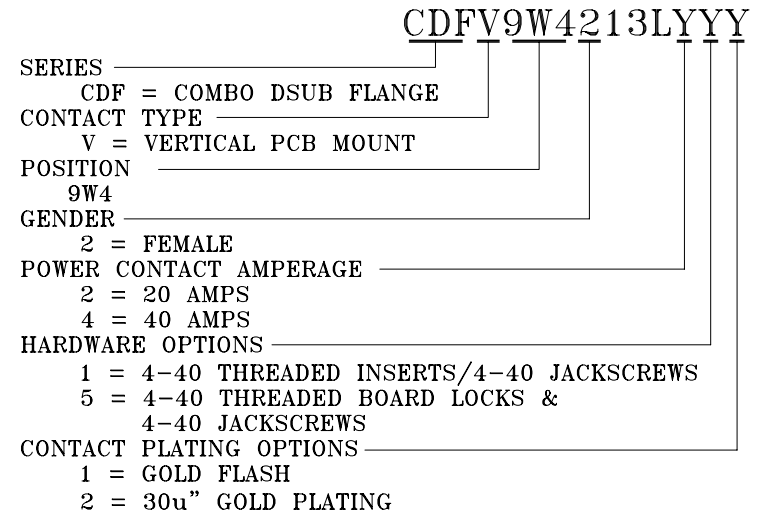 CDFV9W4213LYYY
SERIES
CDF = COMBO DSUB FLANGE
CONTACT TYPE
V = VERTICAL PCB MOUNT
POSITION
9W4
GENDER
2 = FEMALE
POWER CONTACT AMPERAGE
2 = 20 AMPS
4 = 40 AMPS
HARDWARE OPTIONS
1 = 4-40 THREADED INSERTS/4-40 JACKSCREWS
5 = 4-40 THREADED BOARD LOCKS &
4-40 JACKSCREWS
CONTACT PLATING OPTIONS
1 = GOLD FLASH
2 = 30u" GOLD PLATING